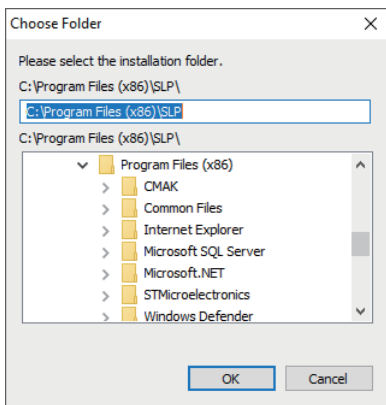 Choose Folder
Please select the installation folder.
C:\Program Files (x86)\SLP\
C:\Program Files (x86)\SLP
C:\Program Files (x86)\SLP\
Program Files (x86)
CMAK
Common Files
Internet Explorer
Microsoft SQL Server
Microsoft.NET
STMicroelectronics
Windows Defender
OK Cancel